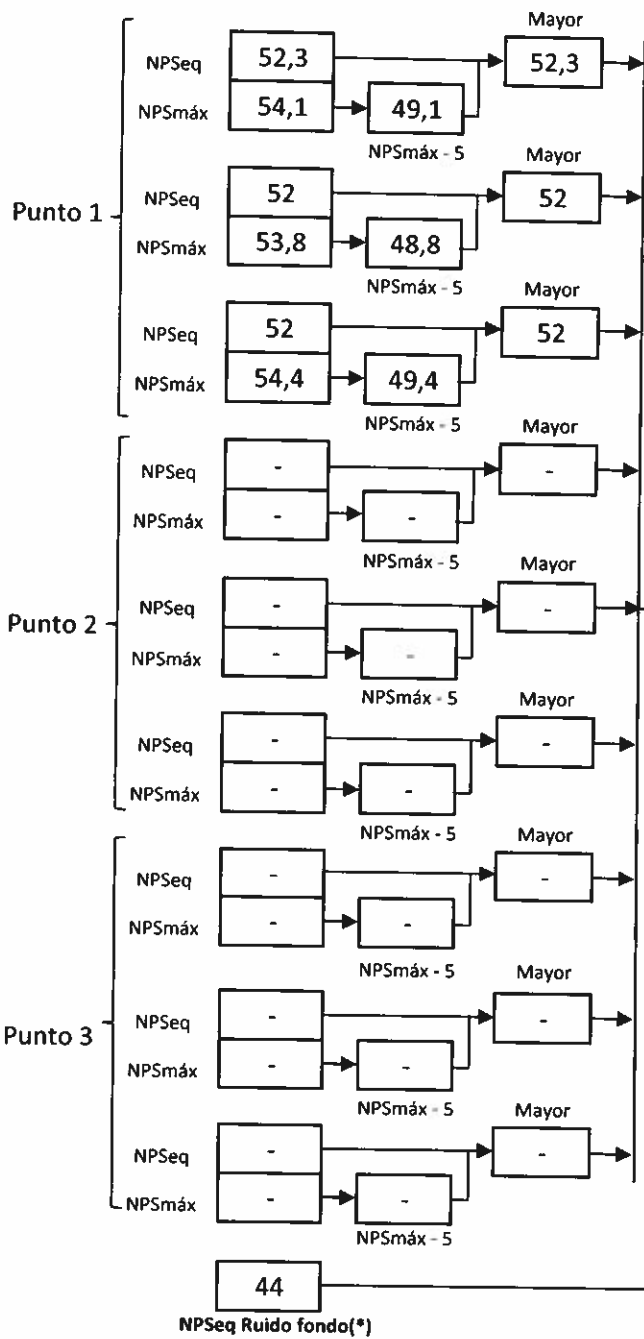 Mayor
NPSeq 52,3 52,3
NPSmáx 54,1 49,1
NPSmáx - 5
Mayor
NPSeq 52 52
Punto 1
NPSmáx 53,8 48,8
NPSmáx - 5
Mayor
NPSeq 52 52
NPSmáx 54,4 49,4
NPSmáx - 5
Mayor
NPSeq - -
NPSmáx - -
NPSmáx - 5
Mayor
NPSeq - -
Punto 2
NPSmáx - -
NPSmáx - 5
Mayor
NPSeq - -
NPSmáx - -
NPSmáx - 5
Mayor
NPSeq - -
NPSmáx - -
NPSmáx - 5
Mayor
NPSeq - -
Punto 3
NPSmáx - -
NPSmáx - 5
Mayor
NPSeq - -
NPSmáx - -
NPSmáx - 5
44
NPSeq Ruido fondo(*)